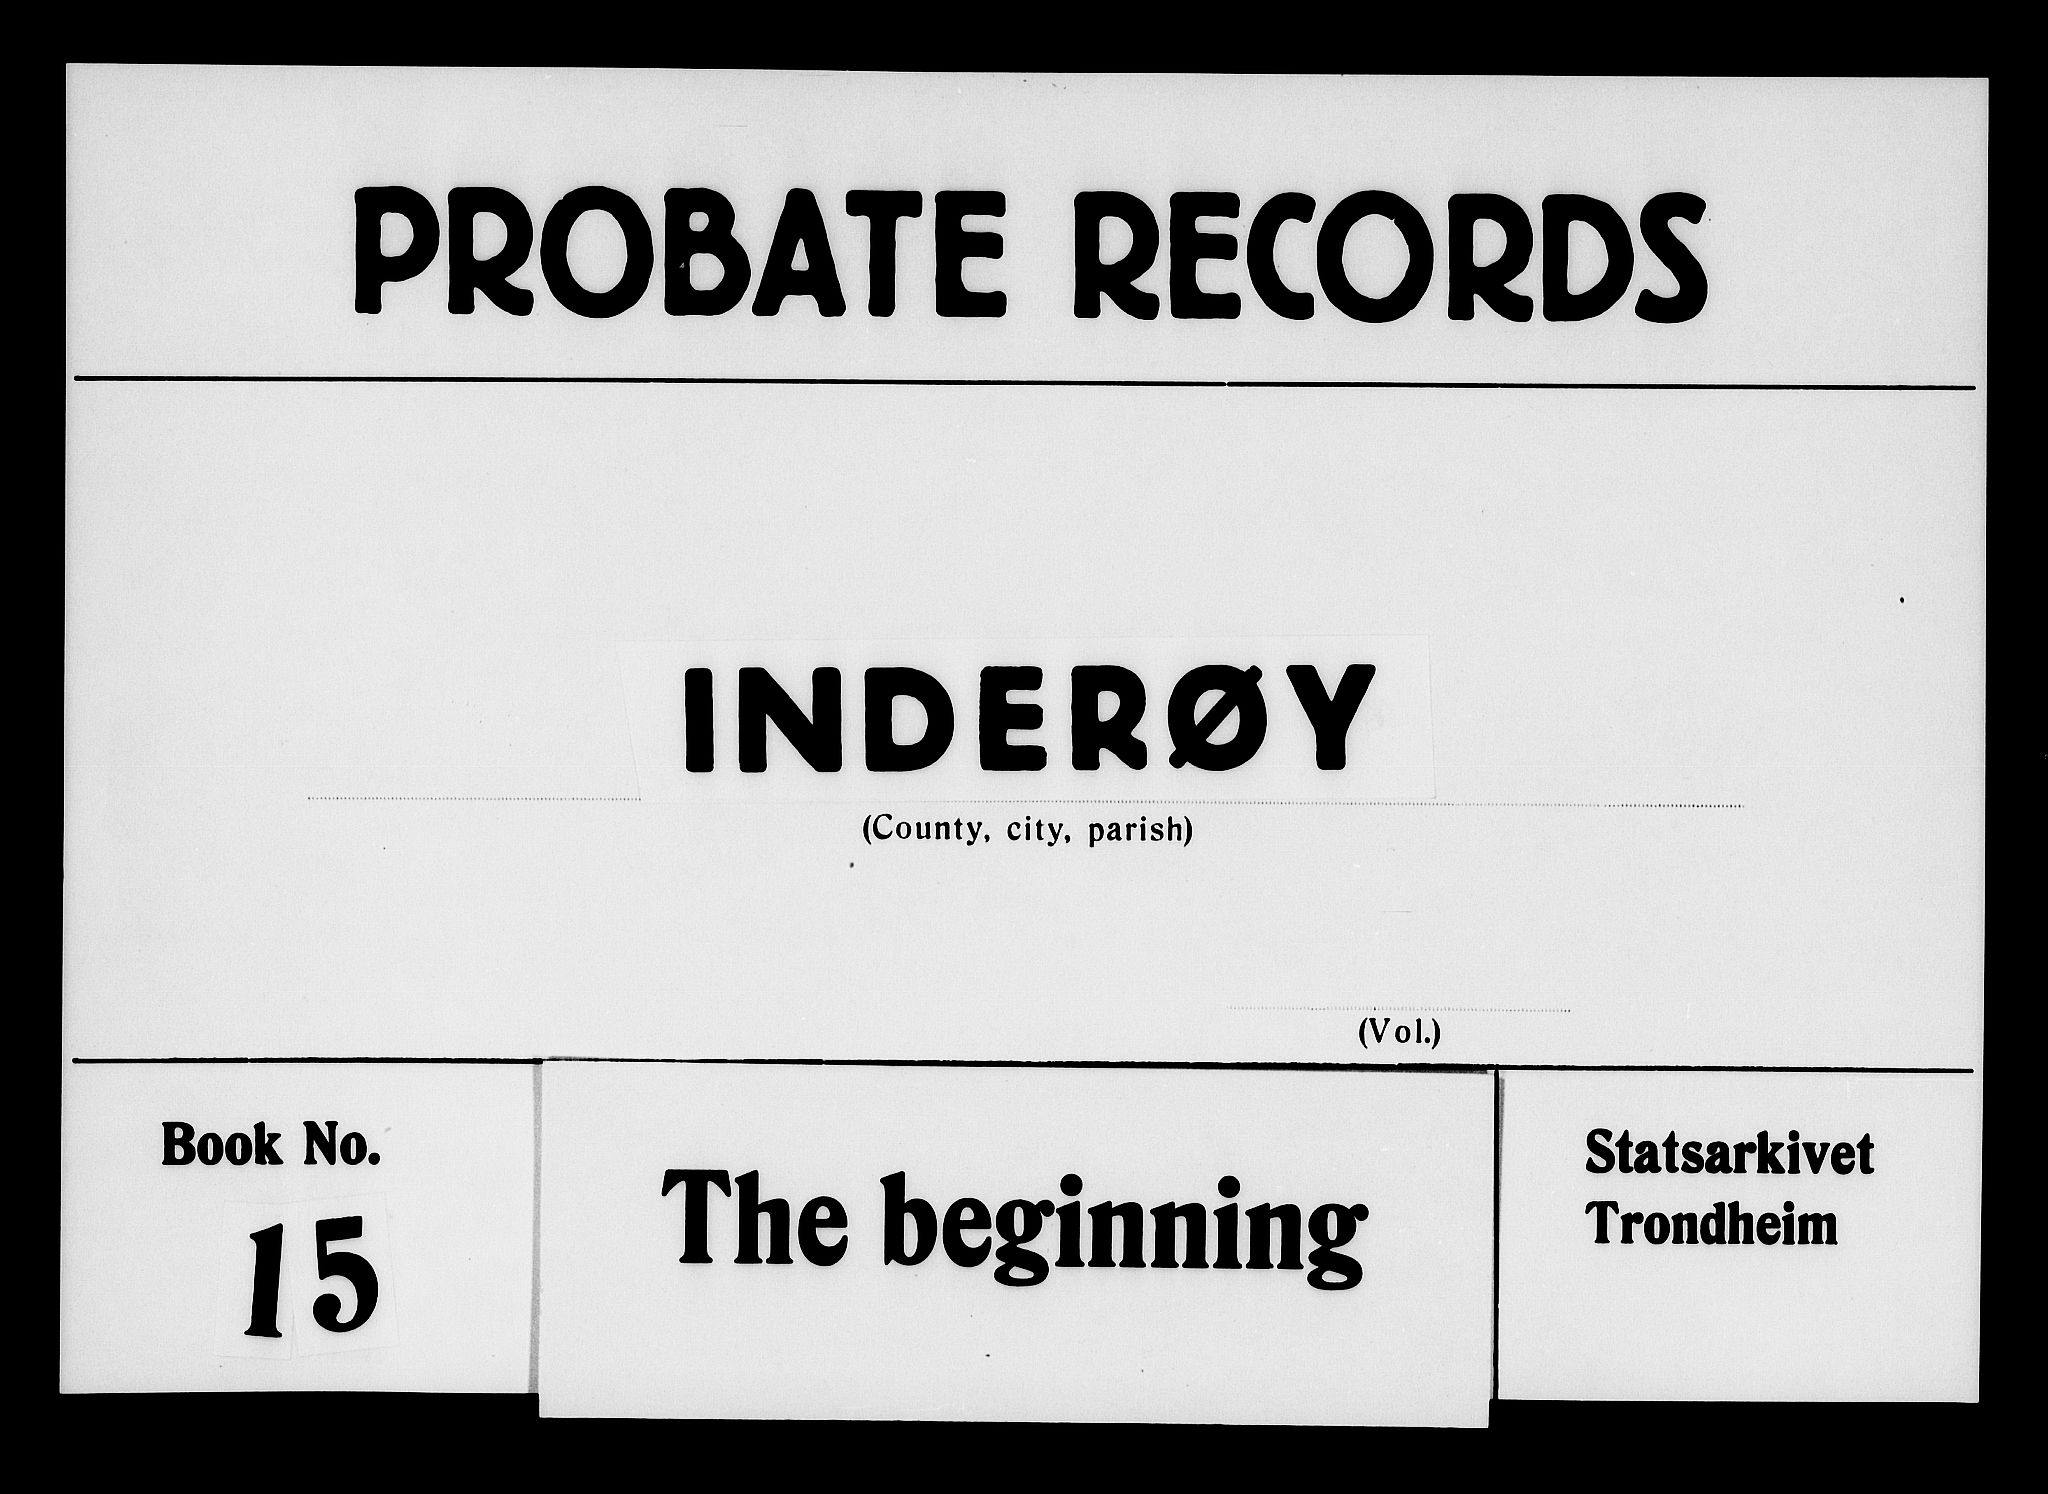 PROBATE RECORDS
INDERØY
(County, city, parish)
(Vol.)
Book No.
15
The beginning
Statsarkivet
Trondheim